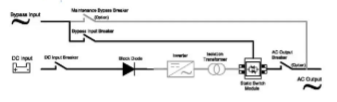 Bypass Input
Maintenance Bypass Breaker
(Option)
Bypass Input Breaker
DC Input
DC Input Breaker
Block Diode
Inverter
Isolation
Transformer
Static Switch
Module
AC Output
Breaker
(Option)
AC Output